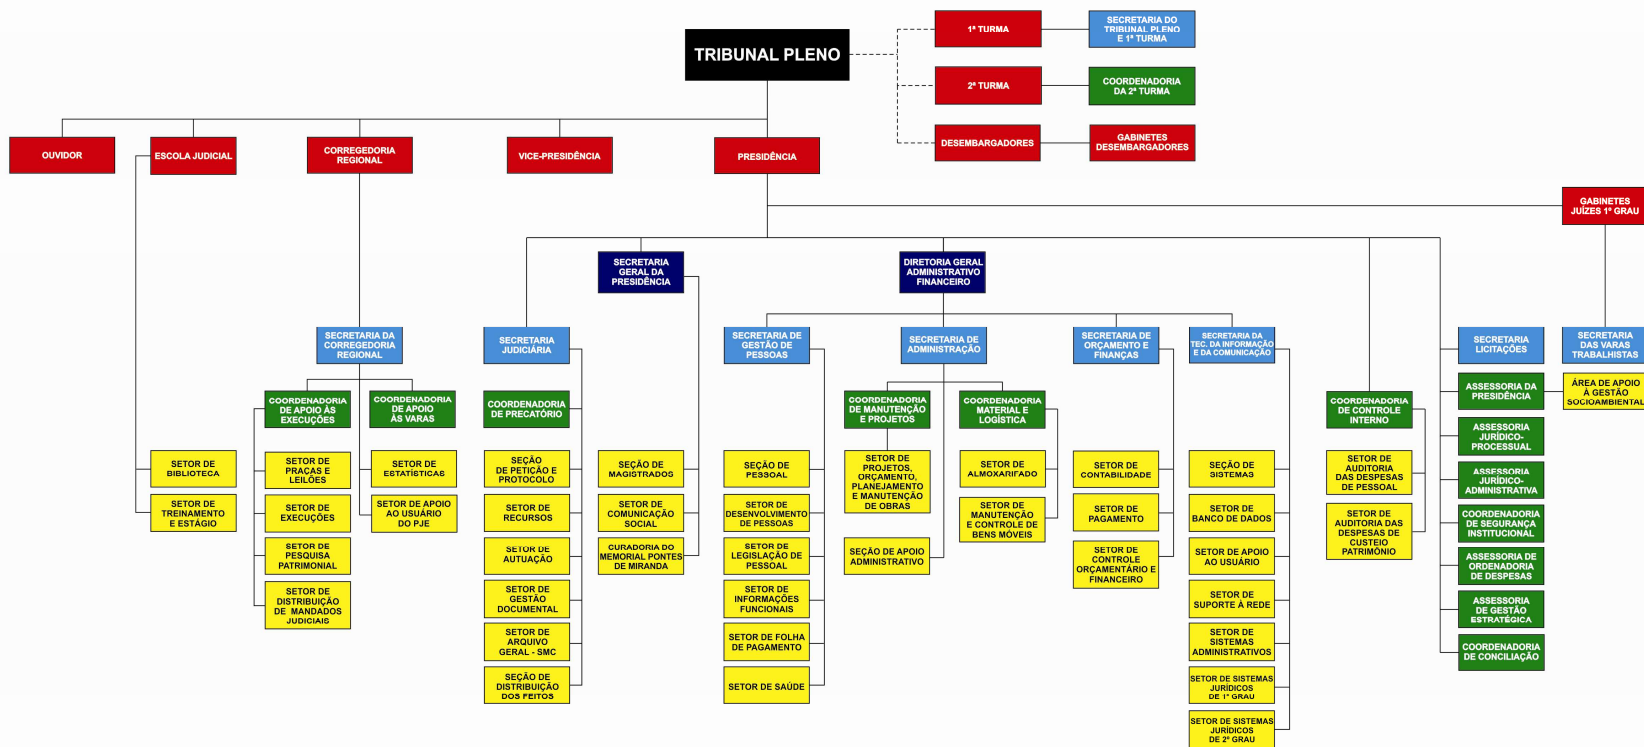 TRIBUNAL PLENO
1ª TURMA
SECRETARIA DO
TRIBUNAL PLENO
E 1ª TURMA
2ª TURMA
COORDENADORIA
DA 2ª TURMA
DESEMBARGADORES
GABINETES
DESEMBARGADORES
OUVIDOR
ESCOLA JUDICIAL
CORREGEDORIA
REGIONAL
VICE-PRESIDÊNCIA
PRESIDÊNCIA
GABINETES
JUÍZES 1º GRAU
SECRETARIA
GERAL DA
PRESIDÊNCIA
DIRETORIA GERAL
ADMINISTRATIVO
FINANCEIRO
SECRETARIA DA
CORREGEDORIA
REGIONAL
SECRETARIA
JUDICIÁRIA
SECRETARIA DE
GESTÃO DE
PESSOAS
SECRETARIA DE
ADMINISTRAÇÃO
SECRETARIA DE
ORÇAMENTO E
FINANÇAS
SECRETARIA DA
TEC. DA INFORMAÇÃO
E DA COMUNICAÇÃO
SECRETARIA
LICITAÇÕES
SECRETARIA
DAS VARAS
TRABALHISTAS
COORDENADORIA
DE APOIO ÀS
EXECUÇÕES
COORDENADORIA
DE APOIO
ÀS VARAS
COORDENADORIA
DE PRECATÓRIO
COORDENADORIA
DE MANUTENÇÃO
E PROJETOS
COORDENADORIA
MATERIAL E
LOGÍSTICA
COORDENADORIA
DE CONTROLE
INTERNO
ASSESSORIA DA
PRESIDÊNCIA
ÁREA DE APOIO
À GESTÃO
SOCIOAMBIENTAL
SETOR DE
BIBLIOTECA
SETOR DE
TREINAMENTO
E ESTÁGIO
SETOR DE
PRAÇAS E
LEILÕES
SETOR DE
EXECUÇÕES
SETOR DE
PESQUISA
PATRIMONIAL
SETOR DE
DISTRIBUIÇÃO
DE MANDADOS
JUDICIAIS
SETOR DE
ESTATÍSTICAS
SETOR DE APOIO
AO USUÁRIO
DO PJE
SEÇÃO
DE PETIÇÃO E
PROTOCOLO
SETOR DE
RECURSOS
SETOR DE
AUTUAÇÃO
SETOR DE
GESTÃO
DOCUMENTAL
SETOR DE
ARQUIVO
GERAL - SMC
SEÇÃO DE
DISTRIBUIÇÃO
DOS FEITOS
SEÇÃO DE
MAGISTRADOS
SETOR DE
COMUNICAÇÃO
SOCIAL
CURADORIA DO
MEMORIAL PONTES
DE MIRANDA
SEÇÃO DE
PESSOAL
SETOR DE
DESENVOLVIMENTO
DE PESSOAS
SETOR DE
LEGISLAÇÃO DE
PESSOAL
SETOR DE
INFORMAÇÕES
FUNCIONAIS
SETOR DE FOLHA
DE PAGAMENTO
SETOR DE SAÚDE
SETOR DE
PROJETOS,
ORÇAMENTO,
PLANEJAMENTO
E MANUTENÇÃO
DE OBRAS
SEÇÃO DE APOIO
ADMINISTRATIVO
SETOR DE
ALMOXARIFADO
SETOR DE
MANUTENÇÃO
E CONTROLE DE
BENS MÓVEIS
SETOR DE
CONTABILIDADE
SETOR DE
PAGAMENTO
SETOR DE
CONTROLE
ORÇAMENTÁRIO E
FINANCEIRO
SEÇÃO DE
SISTEMAS
SETOR DE
BANCO DE DADOS
SETOR DE APOIO
AO USUÁRIO
SETOR DE
SUPORTE À REDE
SETOR DE
SISTEMAS
ADMINISTRATIVOS
SETOR DE SISTEMAS
JURÍDICOS
DE 1º GRAU
SETOR DE SISTEMAS
JURÍDICOS
DE 2º GRAU
SETOR DE
AUDITORIA
DAS DESPESAS
DE PESSOAL
SETOR DE
AUDITORIA DAS
DESPESAS DE
CUSTEIO
PATRIMÔNIO
ASSESSORIA
JURÍDICO-
PROCESSUAL
ASSESSORIA
JURÍDICO-
ADMINISTRATIVA
COORDENADORIA
DE SEGURANÇA
INSTITUCIONAL
ASSESSORIA DE
ORDENADORIA
DE DESPESAS
ASSESSORIA
DE GESTÃO
ESTRATÉGICA
COORDENADORIA
DE CONCILIAÇÃO